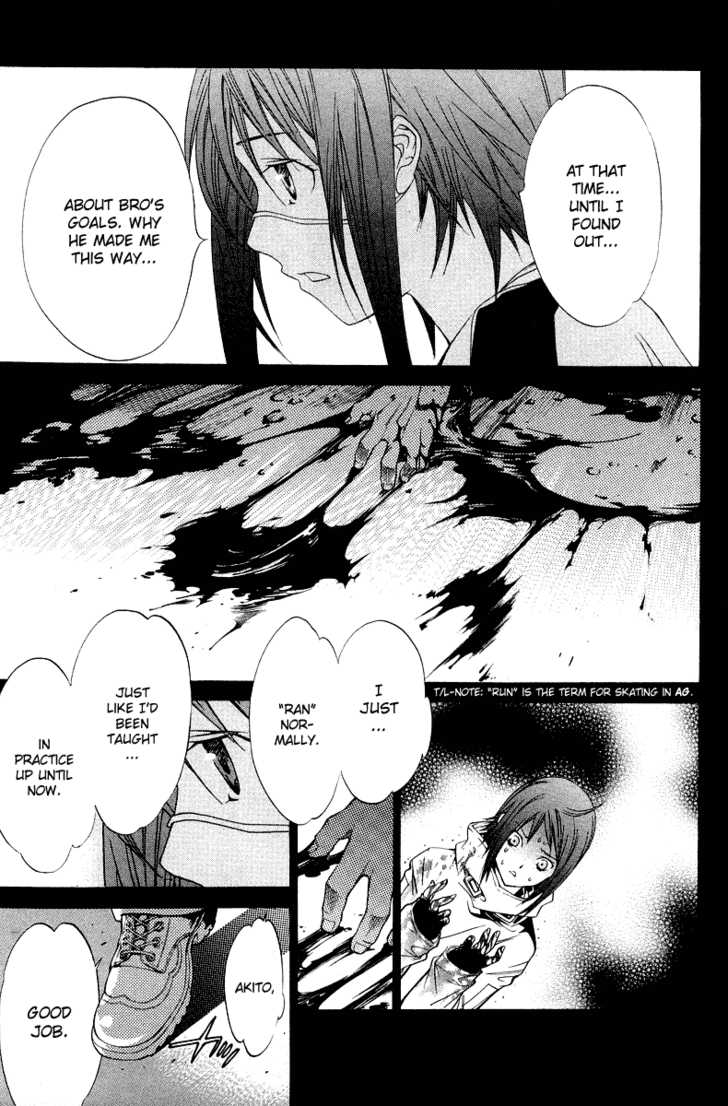 AT THAT
TIME...
UNTIL I
FOUND
OUT...
ABOUT BRO'S
GOALS. WHY
HE MADE ME
THIS WAY...
T/L-NOTE: "RUN" IS THE TERM FOR SKATING IN AG.
I
JUST
...
"RAN"
NOR-
MALLY.
JUST
LIKE I'D
BEEN
TAUGHT
...
IN
PRACTICE
UP UNTIL
NOW.
AKITO,
GOOD
JOB.